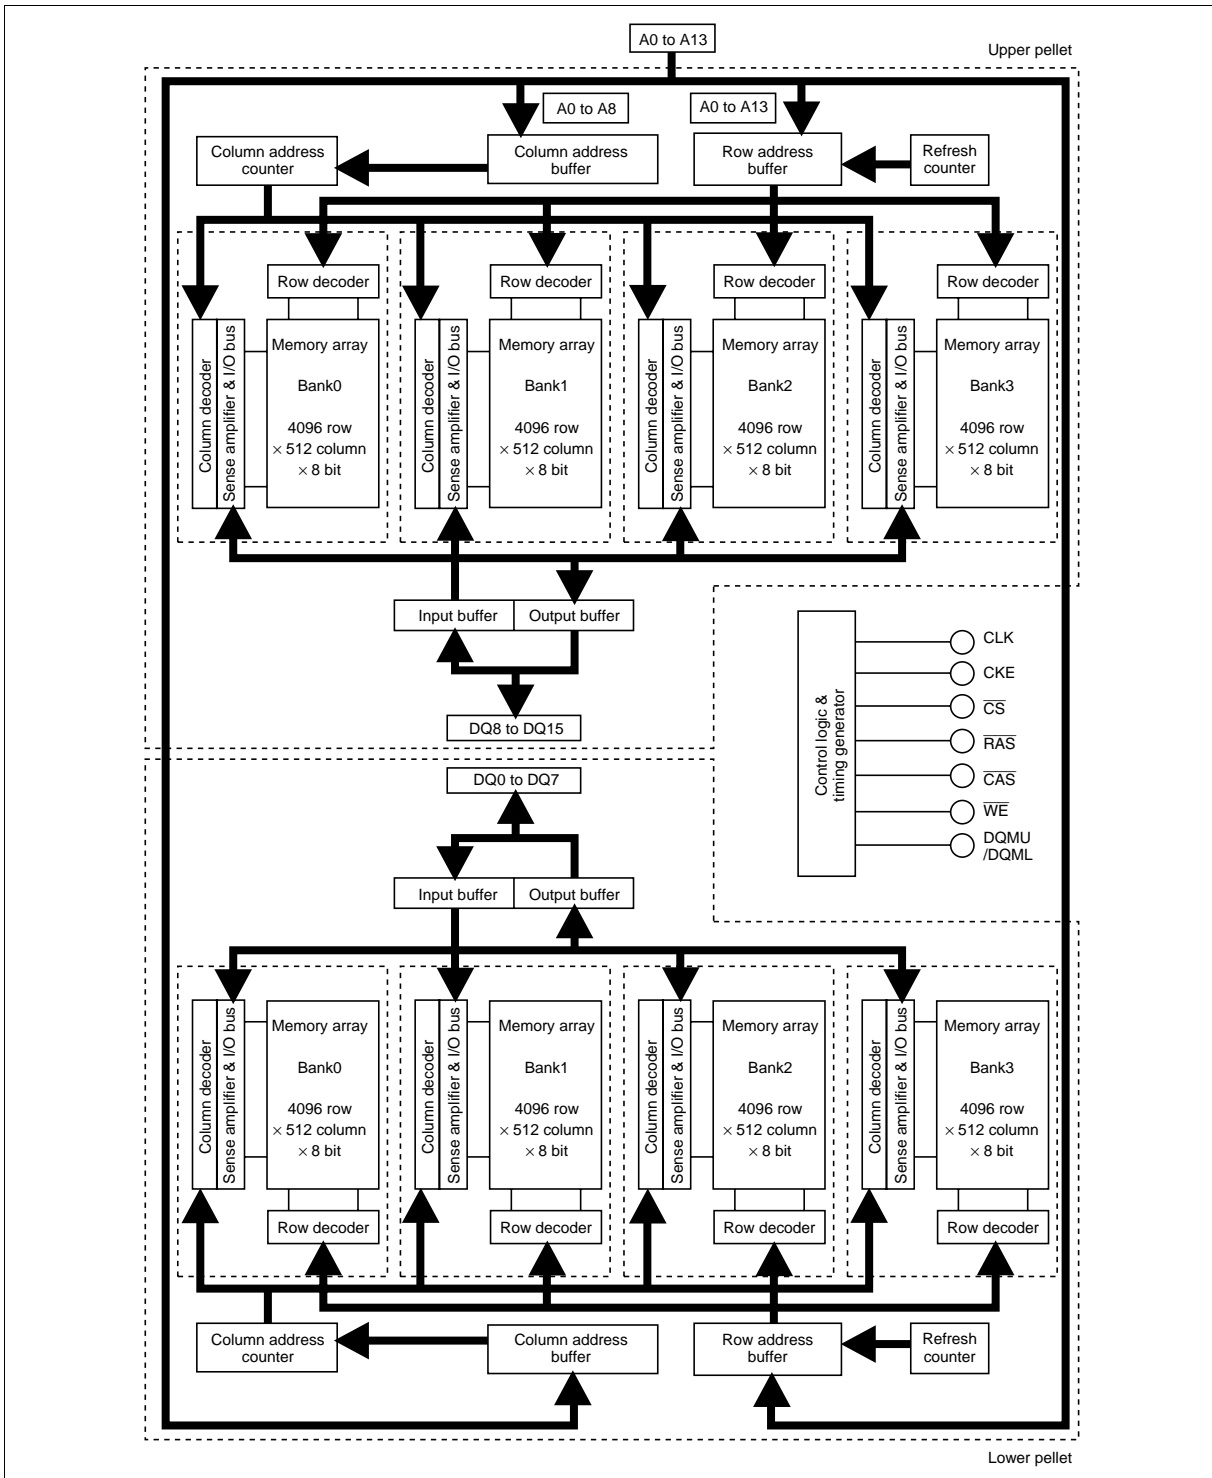 A0 to A13
Upper pellet
A0 to A8
A0 to A13
Column address
counter
Column address
buffer
Row address
buffer
Refresh
counter
Row decoder
Row decoder
Row decoder
Row decoder
Column decoder
Sense amplifier & I/O bus
Memory array
Bank0
4096 row
× 512 column
× 8 bit
Column decoder
Sense amplifier & I/O bus
Memory array
Bank1
4096 row
× 512 column
× 8 bit
Column decoder
Sense amplifier & I/O bus
Memory array
Bank2
4096 row
× 512 column
× 8 bit
Column decoder
Sense amplifier & I/O bus
Memory array
Bank3
4096 row
× 512 column
× 8 bit
Input buffer
Output buffer
DQ8 to DQ15
Control logic &
timing generator
CLK
CKE
C̅S̅
R̅A̅S̅
C̅A̅S̅
W̅E̅
DQMU
/DQML
DQ0 to DQ7
Input buffer
Output buffer
Column decoder
Sense amplifier & I/O bus
Memory array
Bank0
4096 row
× 512 column
× 8 bit
Column decoder
Sense amplifier & I/O bus
Memory array
Bank1
4096 row
× 512 column
× 8 bit
Column decoder
Sense amplifier & I/O bus
Memory array
Bank2
4096 row
× 512 column
× 8 bit
Column decoder
Sense amplifier & I/O bus
Memory array
Bank3
4096 row
× 512 column
× 8 bit
Row decoder
Row decoder
Row decoder
Row decoder
Column address
counter
Column address
buffer
Row address
buffer
Refresh
counter
Lower pellet